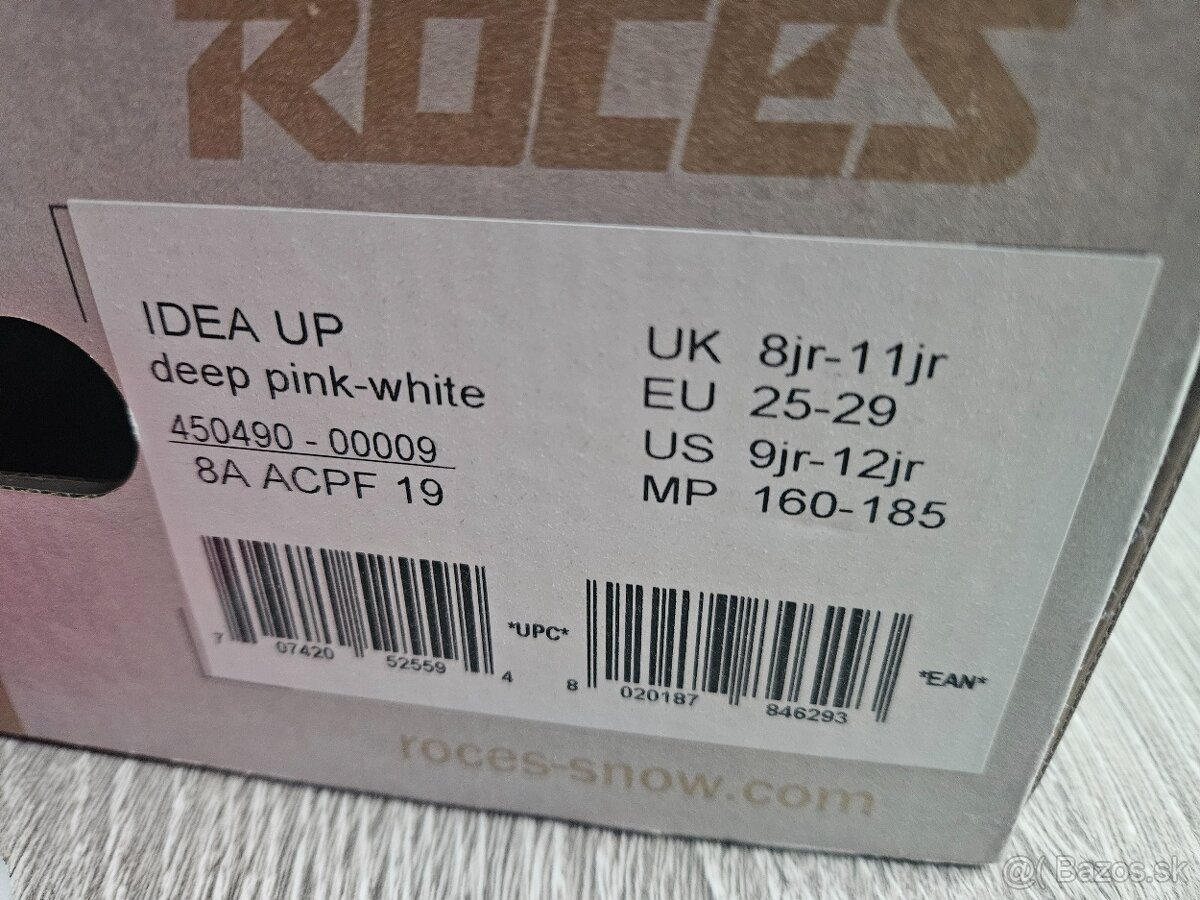 ROCES
IDEA UP
deep pink-white
450490 - 00009
8A ACPF 19
UK 8jr-11jr
EU 25-29
US 9jr-12jr
MP 160-185
7 07420 52559 4
*UPC*
8 020187 846293
*EAN*
roces-snow.com
@( Bazos.sk